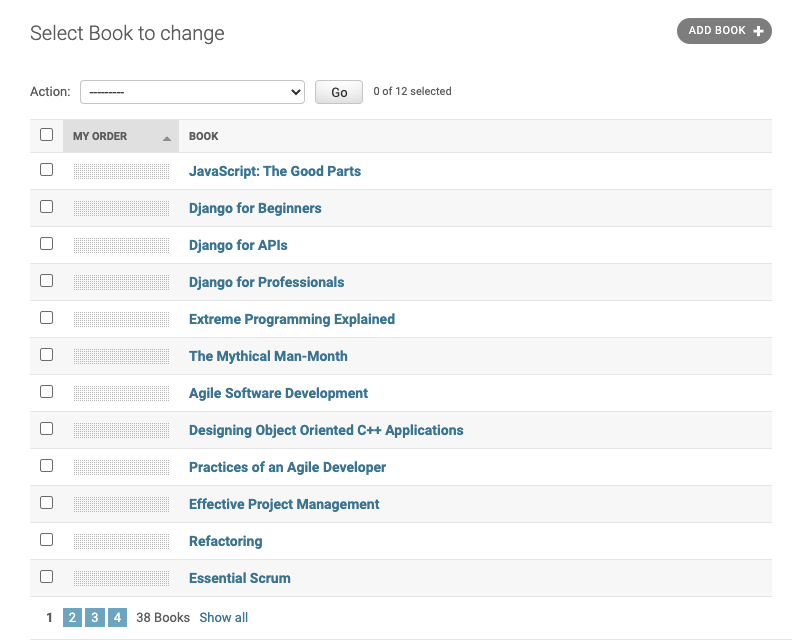 Select Book to change
ADD BOOK +
Action: --------- Go 0 of 12 selected
MY ORDER BOOK
JavaScript: The Good Parts
Django for Beginners
Django for APIs
Django for Professionals
Extreme Programming Explained
The Mythical Man-Month
Agile Software Development
Designing Object Oriented C++ Applications
Practices of an Agile Developer
Effective Project Management
Refactoring
Essential Scrum
1 2 3 4 38 Books Show all